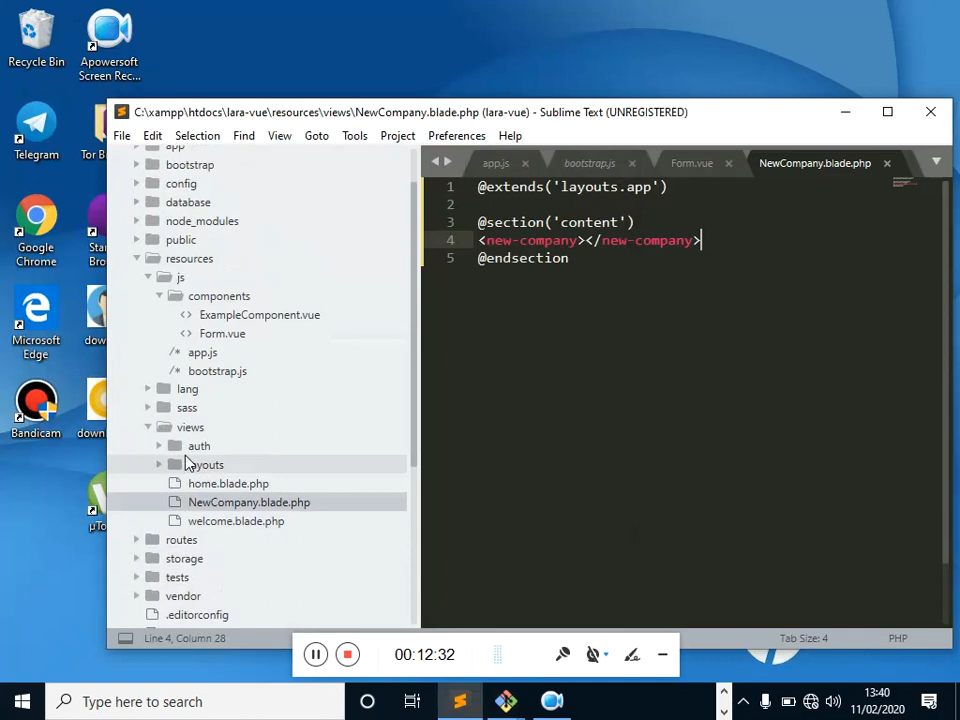 Recycle Bin
Apowersoft
Screen Rec...
Telegram
Tor B
Google
Chrome
Star
Bro
Microsoft
Edge
dow
Bandicam
down
µTo
C:\xampp\htdocs\lara-vue\resources\views\NewCompany.blade.php (lara-vue) - Sublime Text (UNREGISTERED)
File Edit Selection Find View Goto Tools Project Preferences Help
app
bootstrap
config
database
node_modules
public
resources
js
components
<> ExampleComponent.vue
<> Form.vue
/* app.js
/* bootstrap.js
lang
sass
views
auth
layouts
home.blade.php
NewCompany.blade.php
welcome.blade.php
routes
storage
tests
vendor
.editorconfig
app.js × bootstrap.js × Form.vue × NewCompany.blade.php ×
1 @extends('layouts.app')
2
3 @section('content')
4 <new-company></new-company>
5 @endsection
Line 4, Column 28
Tab Size: 4
PHP
00:12:32
Type here to search
13:40
11/02/2020